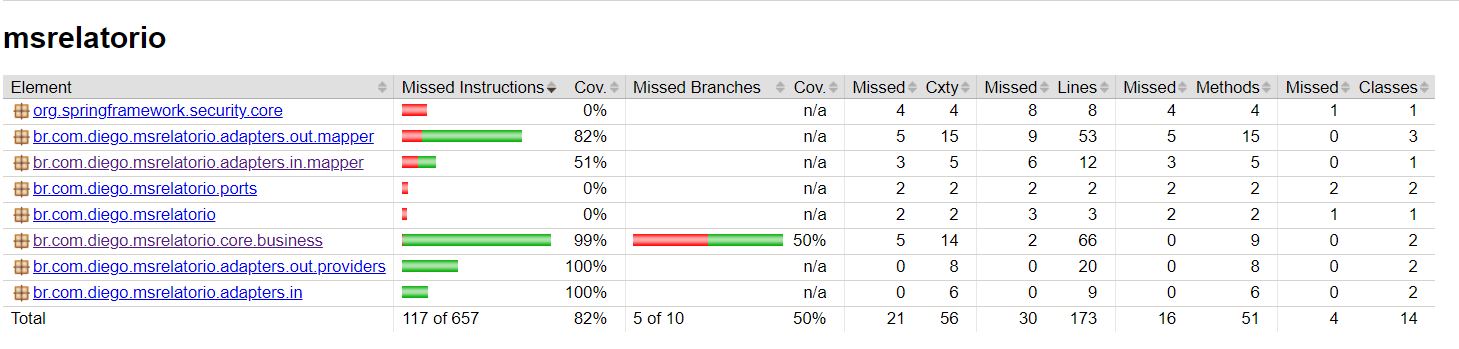 msrelatorio
Element Missed Instructions Cov. Missed Branches Cov. Missed Cxty Missed Lines Missed Methods Missed Classes
org.springframework.security.core 0% n/a 4 4 8 8 4 4 1 1
br.com.diego.msrelatorio.adapters.out.mapper 82% n/a 5 15 9 53 5 15 0 3
br.com.diego.msrelatorio.adapters.in.mapper 51% n/a 3 5 6 12 3 5 0 1
br.com.diego.msrelatorio.ports 0% n/a 2 2 2 2 2 2 2 2
br.com.diego.msrelatorio 0% n/a 2 2 3 3 2 2 1 1
br.com.diego.msrelatorio.core.business 99% 50% 5 14 2 66 0 9 0 2
br.com.diego.msrelatorio.adapters.out.providers 100% n/a 0 8 0 20 0 8 0 2
br.com.diego.msrelatorio.adapters.in 100% n/a 0 6 0 9 0 6 0 2
Total 117 of 657 82% 5 of 10 50% 21 56 30 173 16 51 4 14